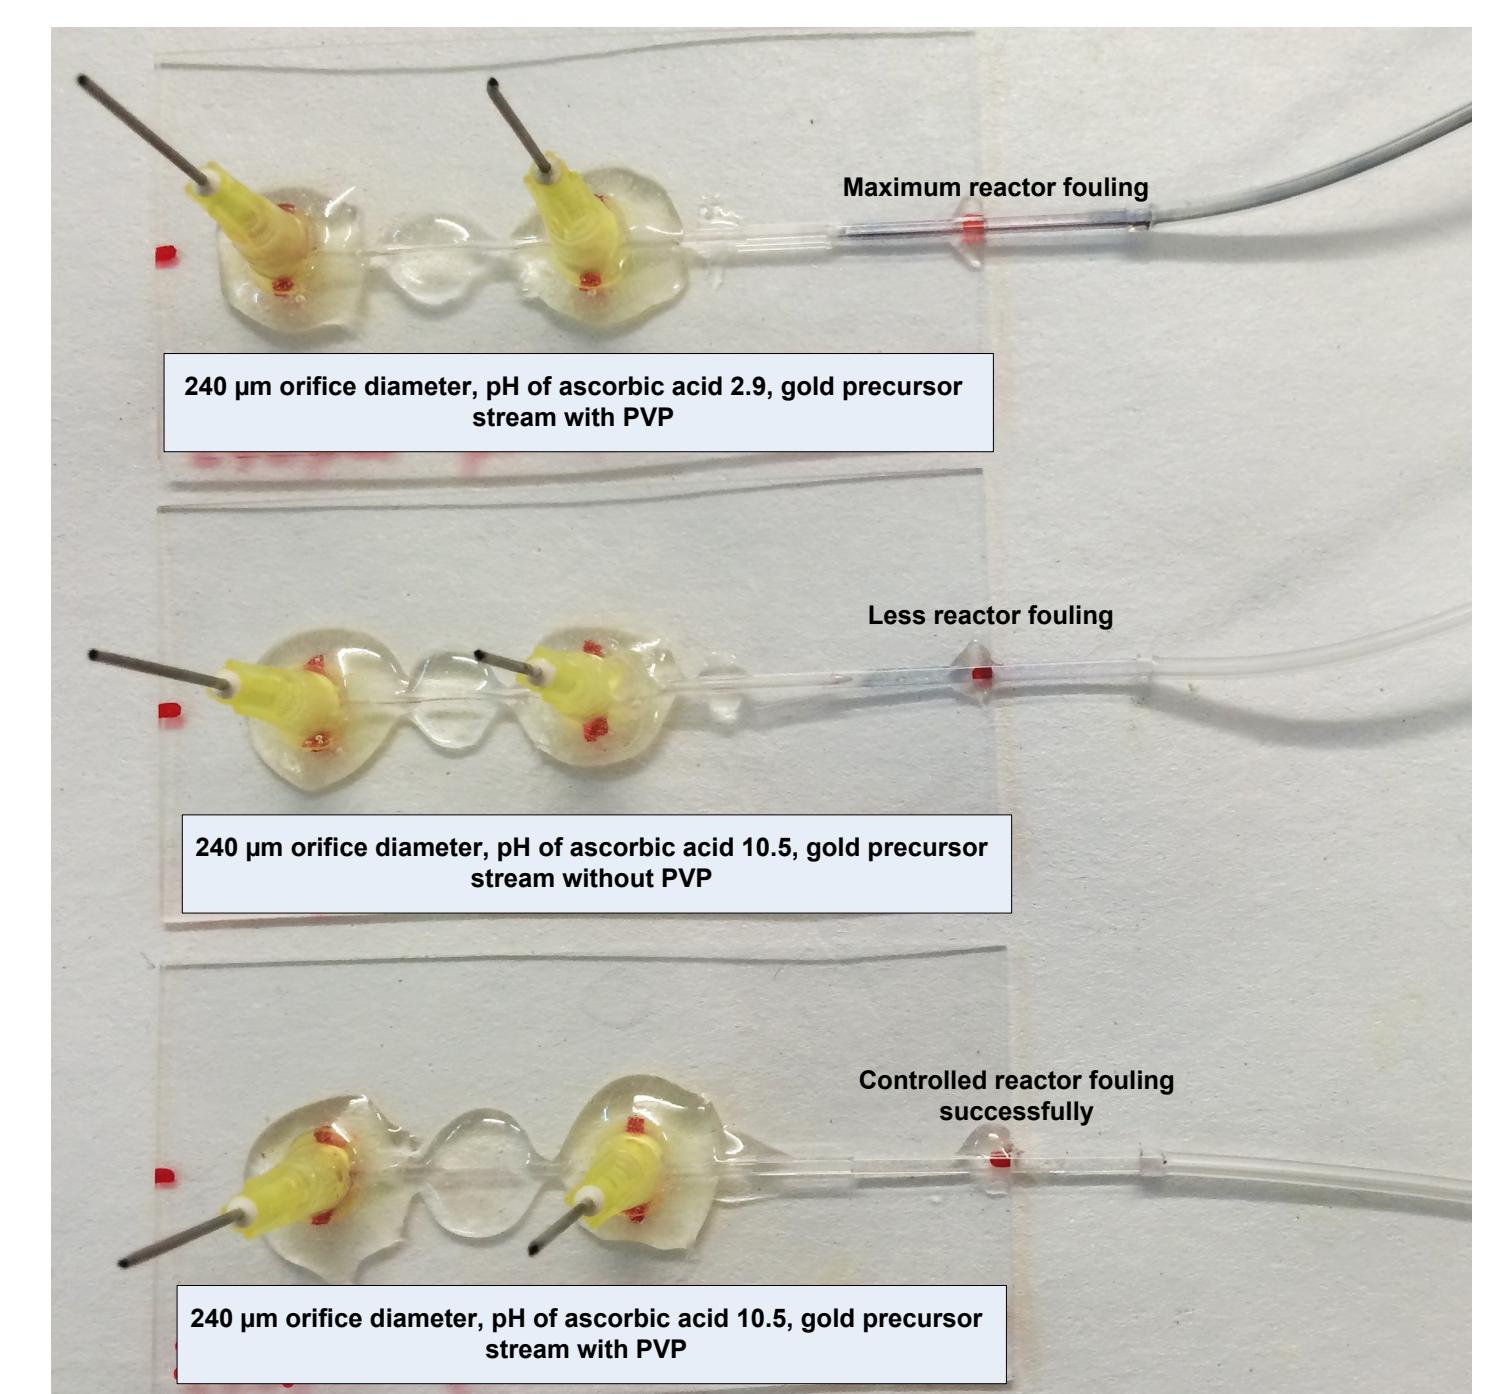 Maximum reactor fouling
240 µm orifice diameter, pH of ascorbic acid 2.9, gold precursor
stream with PVP
Less reactor fouling
240 µm orifice diameter, pH of ascorbic acid 10.5, gold precursor
stream without PVP
Controlled reactor fouling
successfully
240 µm orifice diameter, pH of ascorbic acid 10.5, gold precursor
stream with PVP